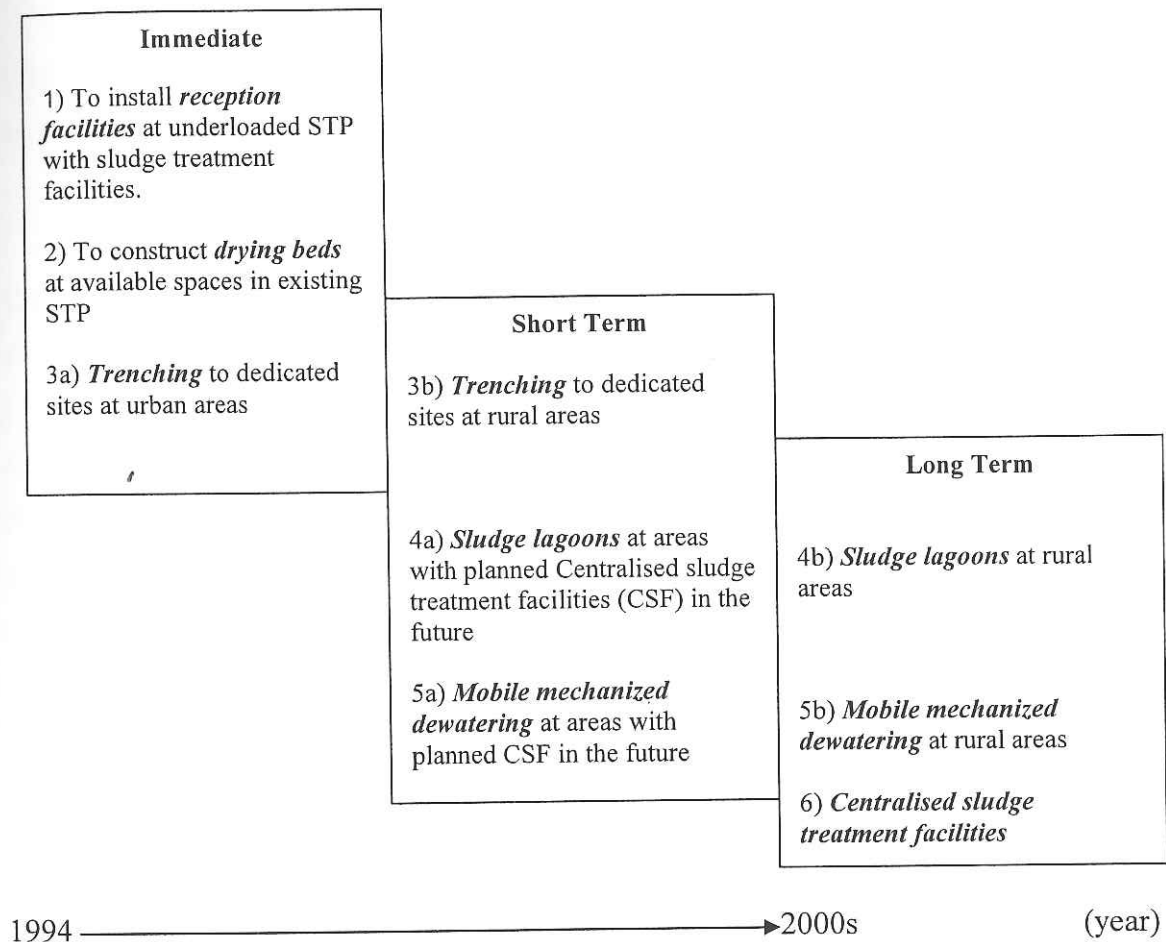 Immediate
1) To install reception
facilities at underloaded STP
with sludge treatment
facilities.
2) To construct drying beds
at available spaces in existing
STP
3a) Trenching to dedicated
sites at urban areas
Short Term
3b) Trenching to dedicated
sites at rural areas
4a) Sludge lagoons at areas
with planned Centralised sludge
treatment facilities (CSF) in the
future
5a) Mobile mechanized
dewatering at areas with
planned CSF in the future
Long Term
4b) Sludge lagoons at rural
areas
5b) Mobile mechanized
dewatering at rural areas
6) Centralised sludge
treatment facilities
1994 2000s (year)